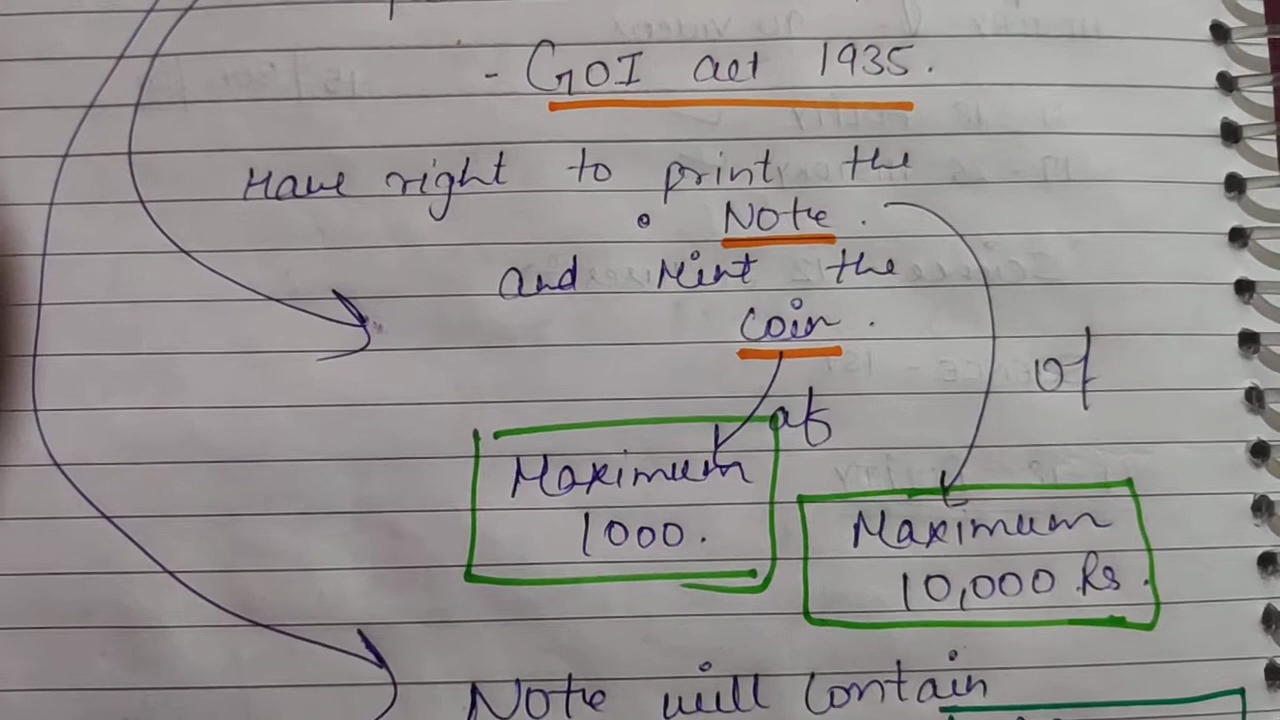 - GOI act 1935.
Have right to print the
• Note.
and Mint the
coin.
of
of
Maximum
1000.
Maximum
10,000 Rs.
Note will contain